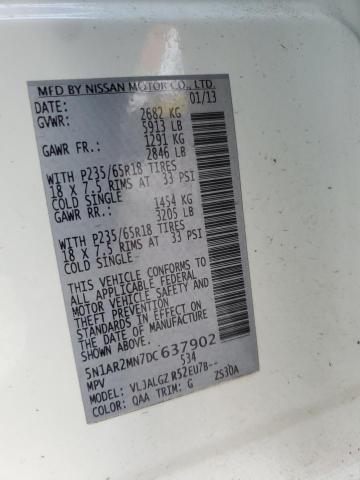 MFD BY NISSAN MOTOR CO., LTD.
DATE: 01/13
GVWR: 2682 KG
5913 LB
GAWR FR.: 1291 KG
2846 LB
WITH P235/65R18 TIRES
18 X 7.5 RIMS AT 33 PSI
COLD SINGLE
GAWR RR.: 1454 KG
3205 LB
WITH P235/65R18 TIRES
18 X 7.5 RIMS AT 33 PSI
COLD SINGLE
THIS VEHICLE CONFORMS TO
ALL APPLICABLE FEDERAL
MOTOR VEHICLE SAFETY AND
THEFT PREVENTION
STANDARDS IN EFFECT ON
THE DATE OF MANUFACTURE
SHOWN ABOVE.
5N1AR2MN7DC637902
MPV 534
MODEL: VLJALGZ R52EU7B-- ZS3DA
COLOR: QAA TRIM: G